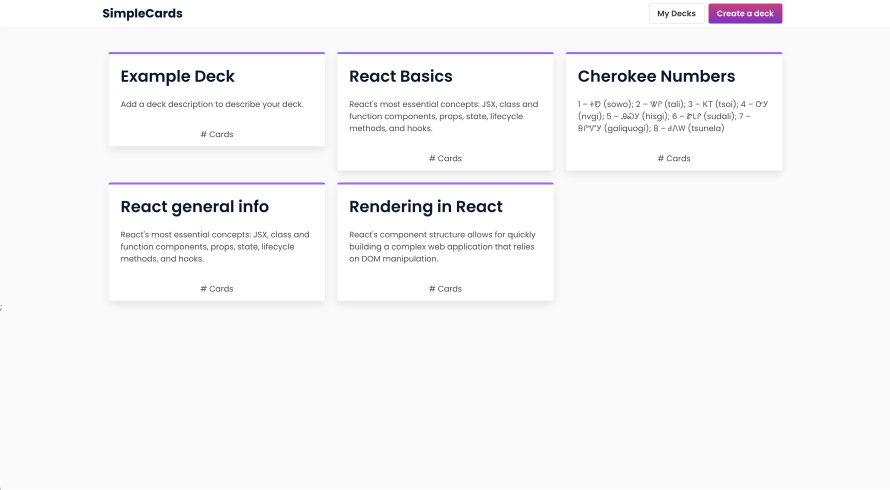 SimpleCards
My Decks
Create a deck
Example Deck
Add a deck description to describe your deck.
# Cards
React Basics
React's most essential concepts: JSX, class and
function components, props, state, lifecycle
methods, and hooks.
# Cards
Cherokee Numbers
1 – ᏐᏬ (sowo); 2 – ᏔᎵ (tali); 3 – ᏦᎢ (tsoi); 4 – ᏅᎩ
(nvgi); 5 – ᎯᏍᎩ (hisgi); 6 – ᏑᏓᎵ (sudali); 7 –
ᎦᎵᏉᎩ (galiquogi); 8 – ᏧᏁᎳ (tsunela)
# Cards
React general info
React's most essential concepts: JSX, class and
function components, props, state, lifecycle
methods, and hooks.
# Cards
Rendering in React
React's component structure allows for quickly
building a complex web application that relies
on DOM manipulation.
# Cards
;